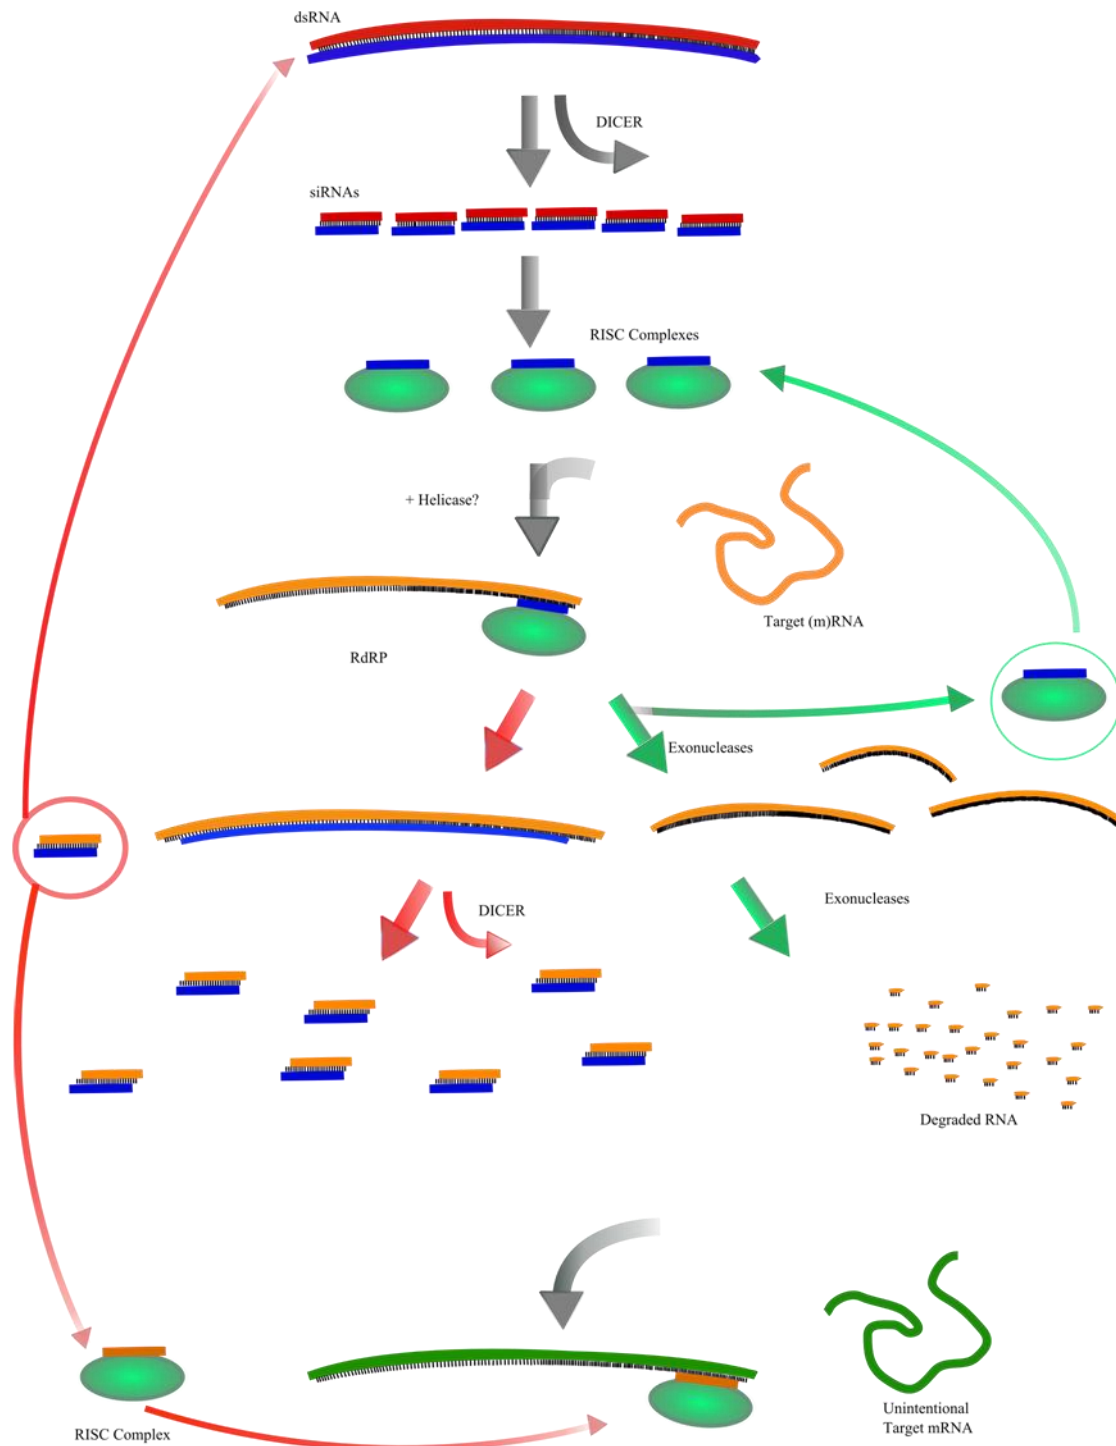 dsRNA
DICER
siRNAs
RISC Complexes
+ Helicase?
Target (m)RNA
RdRP
Exonucleases
Exonucleases
DICER
Degraded RNA
Unintentional
Target mRNA
RISC Complex